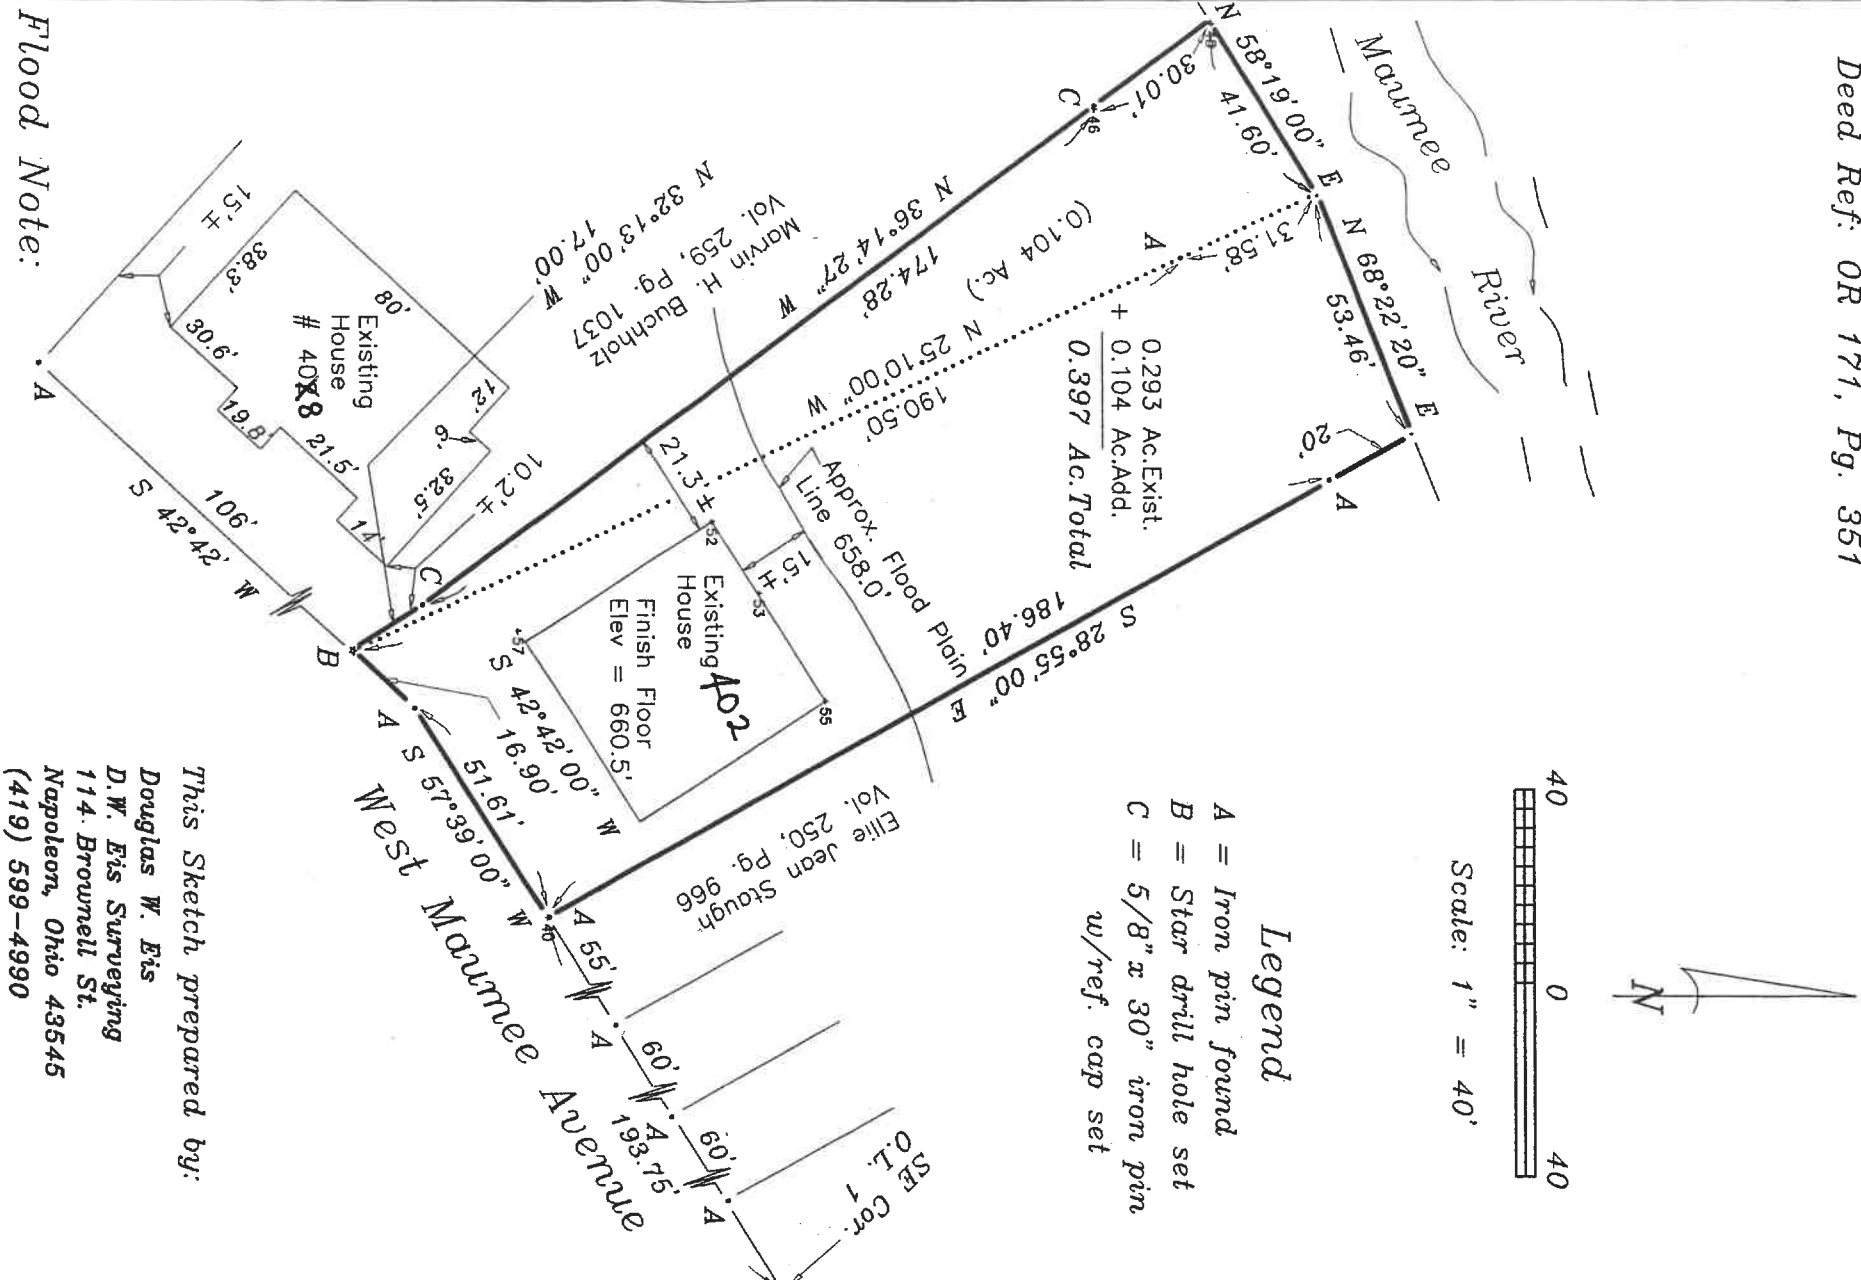 Deed Ref: OR 171, Pg. 351
Maumee
River
N 58°19'00" E
41.60'
N 68°22'20" E
53.46'
30.01'
C
46
31.58'
A
20'
A
N 36°14'27" W
174.28'
(0.104 Ac.)
N 25°10'00" W
190.50'
0.293 Ac.Exist.
+ 0.104 Ac.Add.
0.397 Ac.Total
S 28°55'00" E
186.40'
Approx. Flood Plain
Line 658.0'
Marvin H. Buchholz
Vol. 259, Pg. 1037
N 32°13'00" W
17.00'
21.3'±
15'±
52
53
55
57
Existing 402
House
Finish Floor
Elev = 660.5'
Existing
House
# 408
15'±
38.3'
80'
30.6'
19.8'
21.5'
14'
12'
6'
32.5'
10.2'±
C
A
106'
S 42°42' W
B
S 42°42'00" W
16.90'
A
S 57°39'00" W
51.61'
40
A
55'
A
60'
A
60'
A
193.75'
SE Cor.
O.L. 1
Ellie Jean Staugh
Vol. 250, Pg. 966
West Maumee Avenue
Legend
A = Iron pin found
B = Star drill hole set
C = 5/8" x 30" iron pin
w/ref. cap set
40 0 40
Scale: 1" = 40'
N
Flood Note:
This Sketch prepared by:
Douglas W. Eis
D.W. Eis Surveying
114 Brownell St.
Napoleon, Ohio 43545
(419) 599-4990